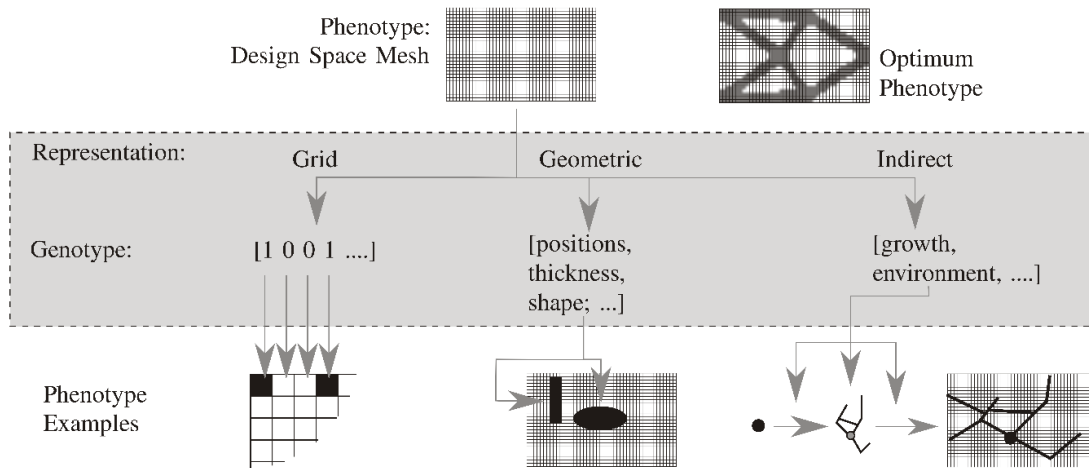 Phenotype:
Design Space Mesh
Optimum
Phenotype
Representation:
Grid
Geometric
Indirect
Genotype:
[1 0 0 1 ....]
[positions,
thickness,
shape; ...]
[growth,
environment, ....]
Phenotype
Examples